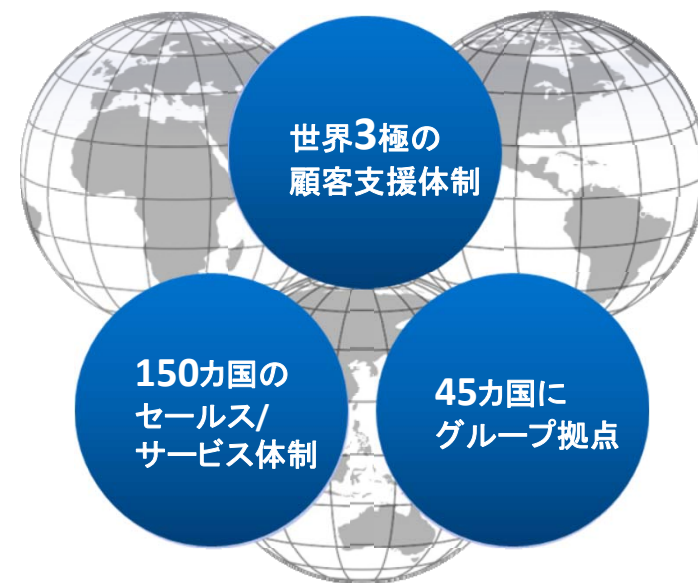 世界3極の
顧客支援体制
150カ国の
セールス/
サービス体制
45カ国に
グループ拠点